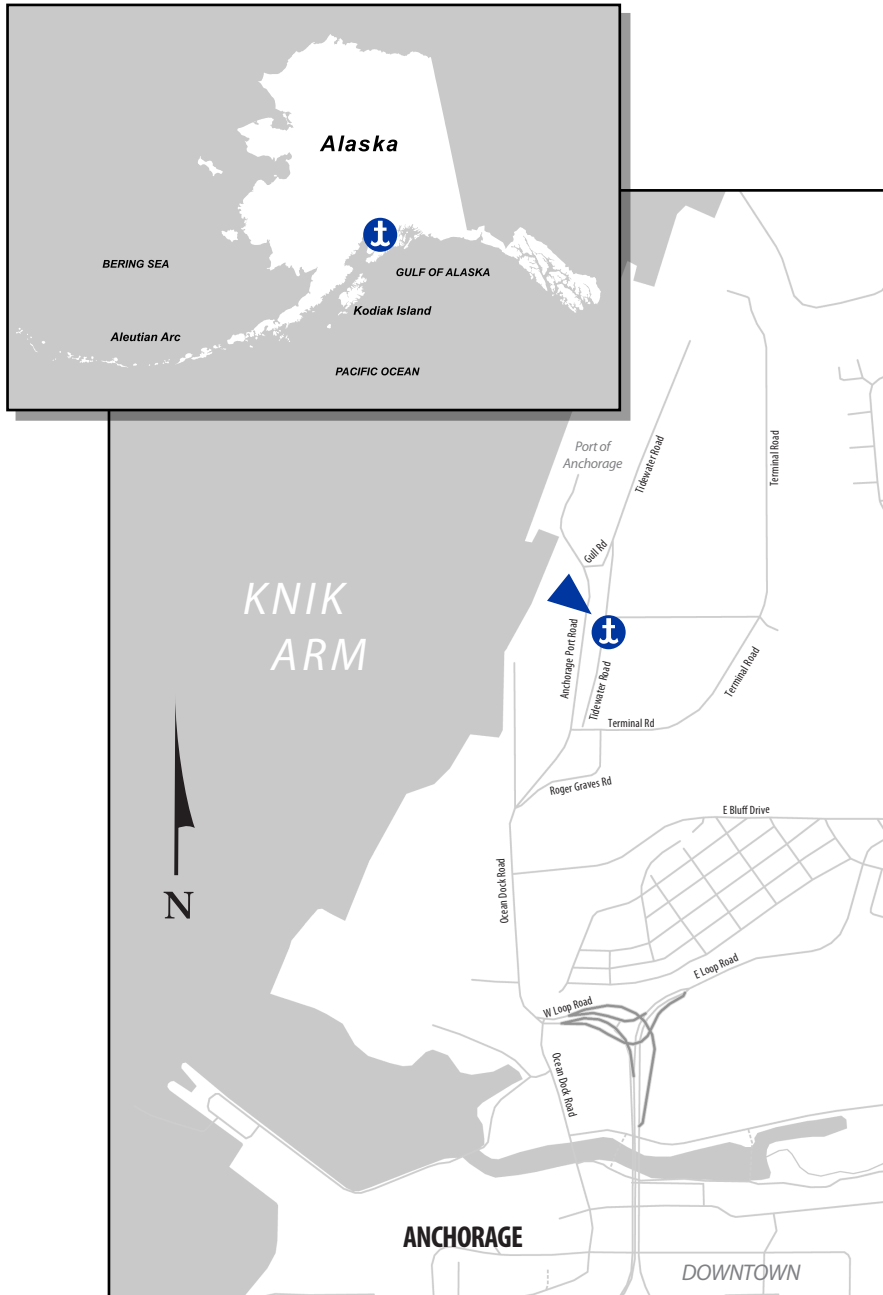 Alaska
BERING SEA
GULF OF ALASKA
Kodiak Island
Aleutian Arc
PACIFIC OCEAN
Port of
Anchorage
Tidewater Road
Terminal Road
Gull Rd
KNIK
ARM
Anchorage Port Road
Tidewater Road
Terminal Road
Terminal Rd
Roger Graves Rd
E Bluff Drive
Ocean Dock Road
N
E Loop Road
W Loop Road
Ocean Dock Road
ANCHORAGE
DOWNTOWN